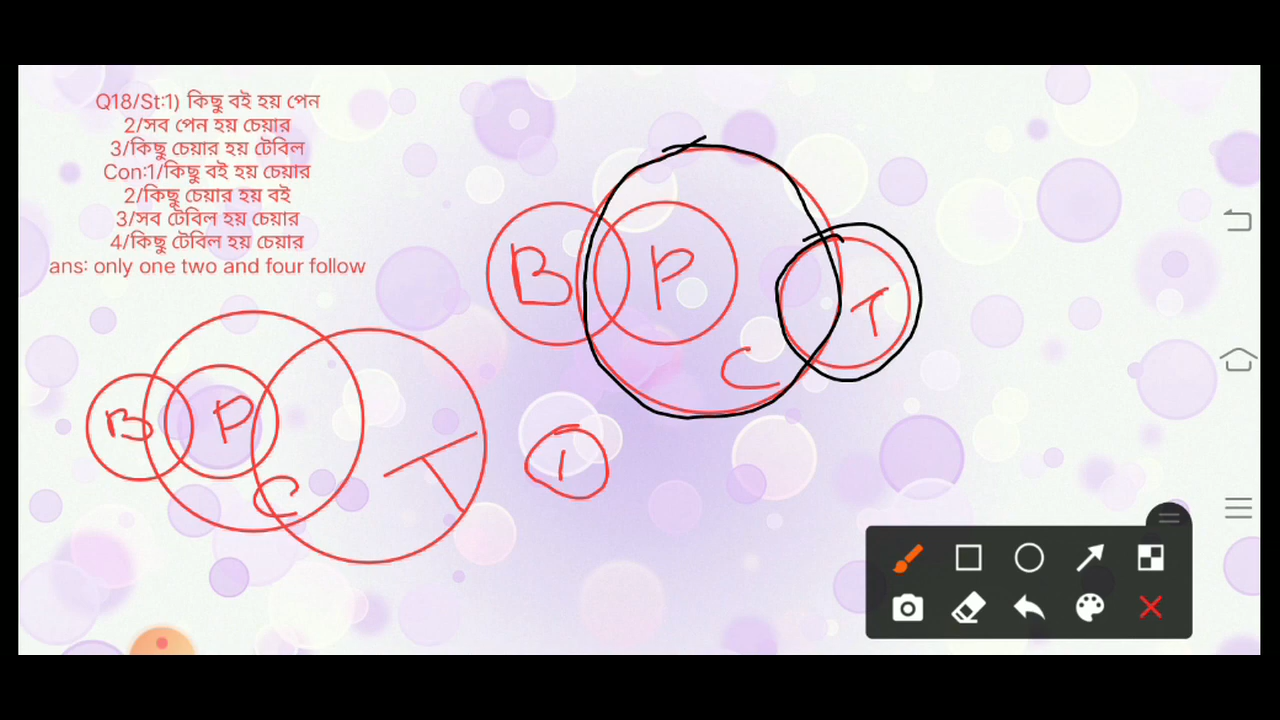 Q18/St:1) কিছু বই হয় পেন
2/সব পেন হয় চেয়ার
3/কিছু চেয়ার হয় টেবিল
Con:1/কিছু বই হয় চেয়ার
2/কিছু চেয়ার হয় বই
3/সব টেবিল হয় চেয়ার
4/কিছু টেবিল হয় চেয়ার
ans: only one two and four follow
B P C T
B P C T
1